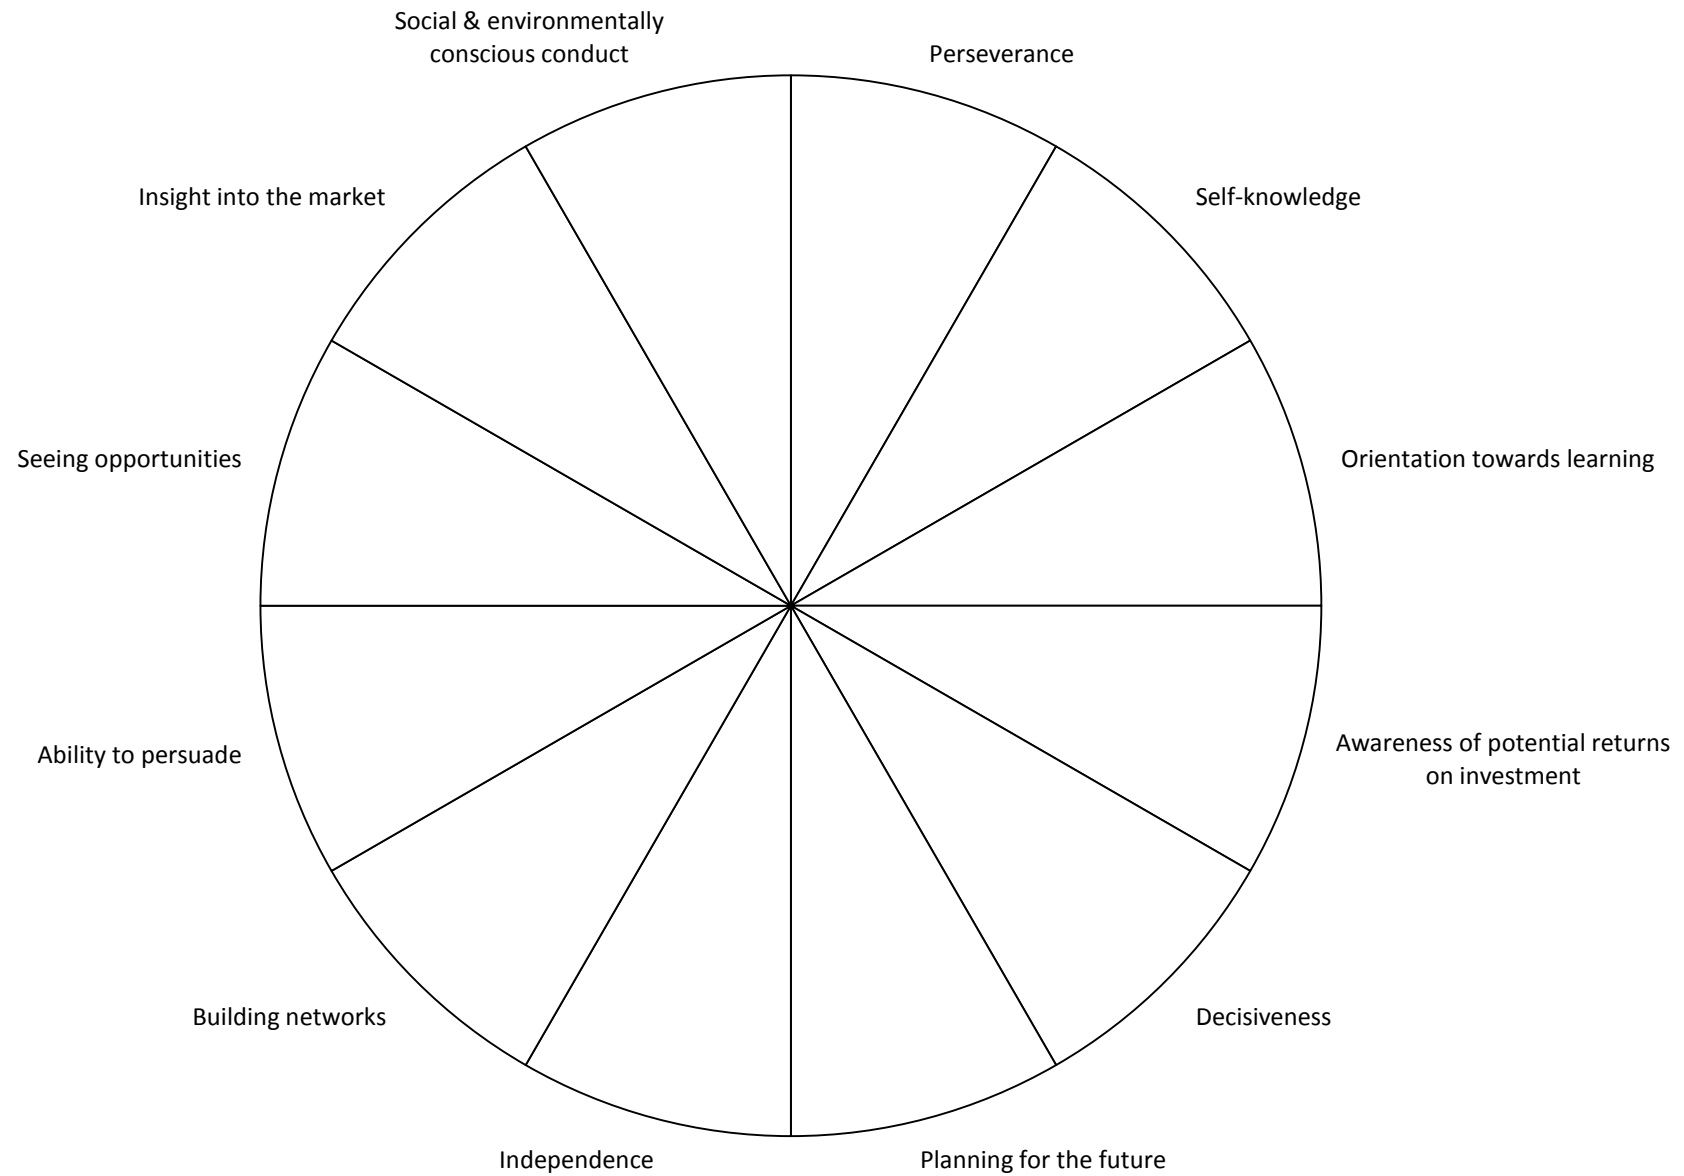 Social & environmentally
conscious conduct
Perseverance
Insight into the market
Self-knowledge
Seeing opportunities
Orientation towards learning
Ability to persuade
Awareness of potential returns
on investment
Building networks
Decisiveness
Independence
Planning for the future